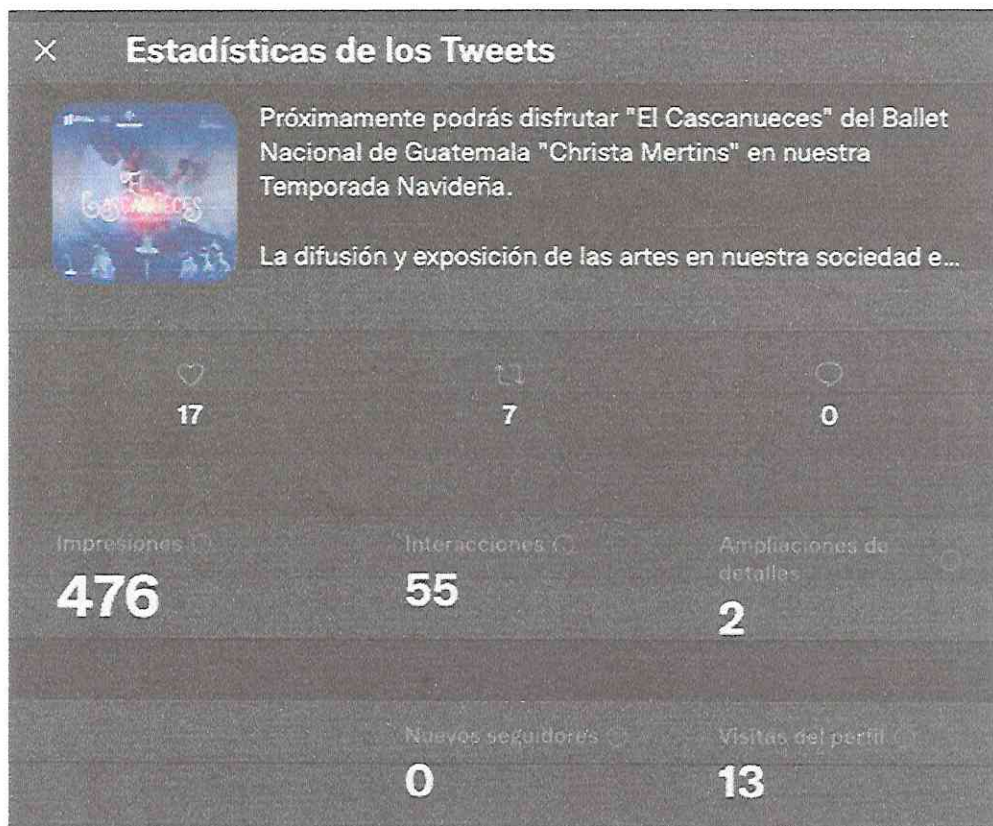 Estadísticas de los Tweets
Próximamente podrás disfrutar "El Cascanueces" del Ballet
Nacional de Guatemala "Christa Mertins" en nuestra
Temporada Navideña.
La difusión y exposición de las artes en nuestra sociedad e...
EL
CASCANUECES
17
7
0
Impresiones
Interacciones
Ampliaciones de
detalles
476
55
2
Nuevos seguidores
Visitas del perfil
0
13